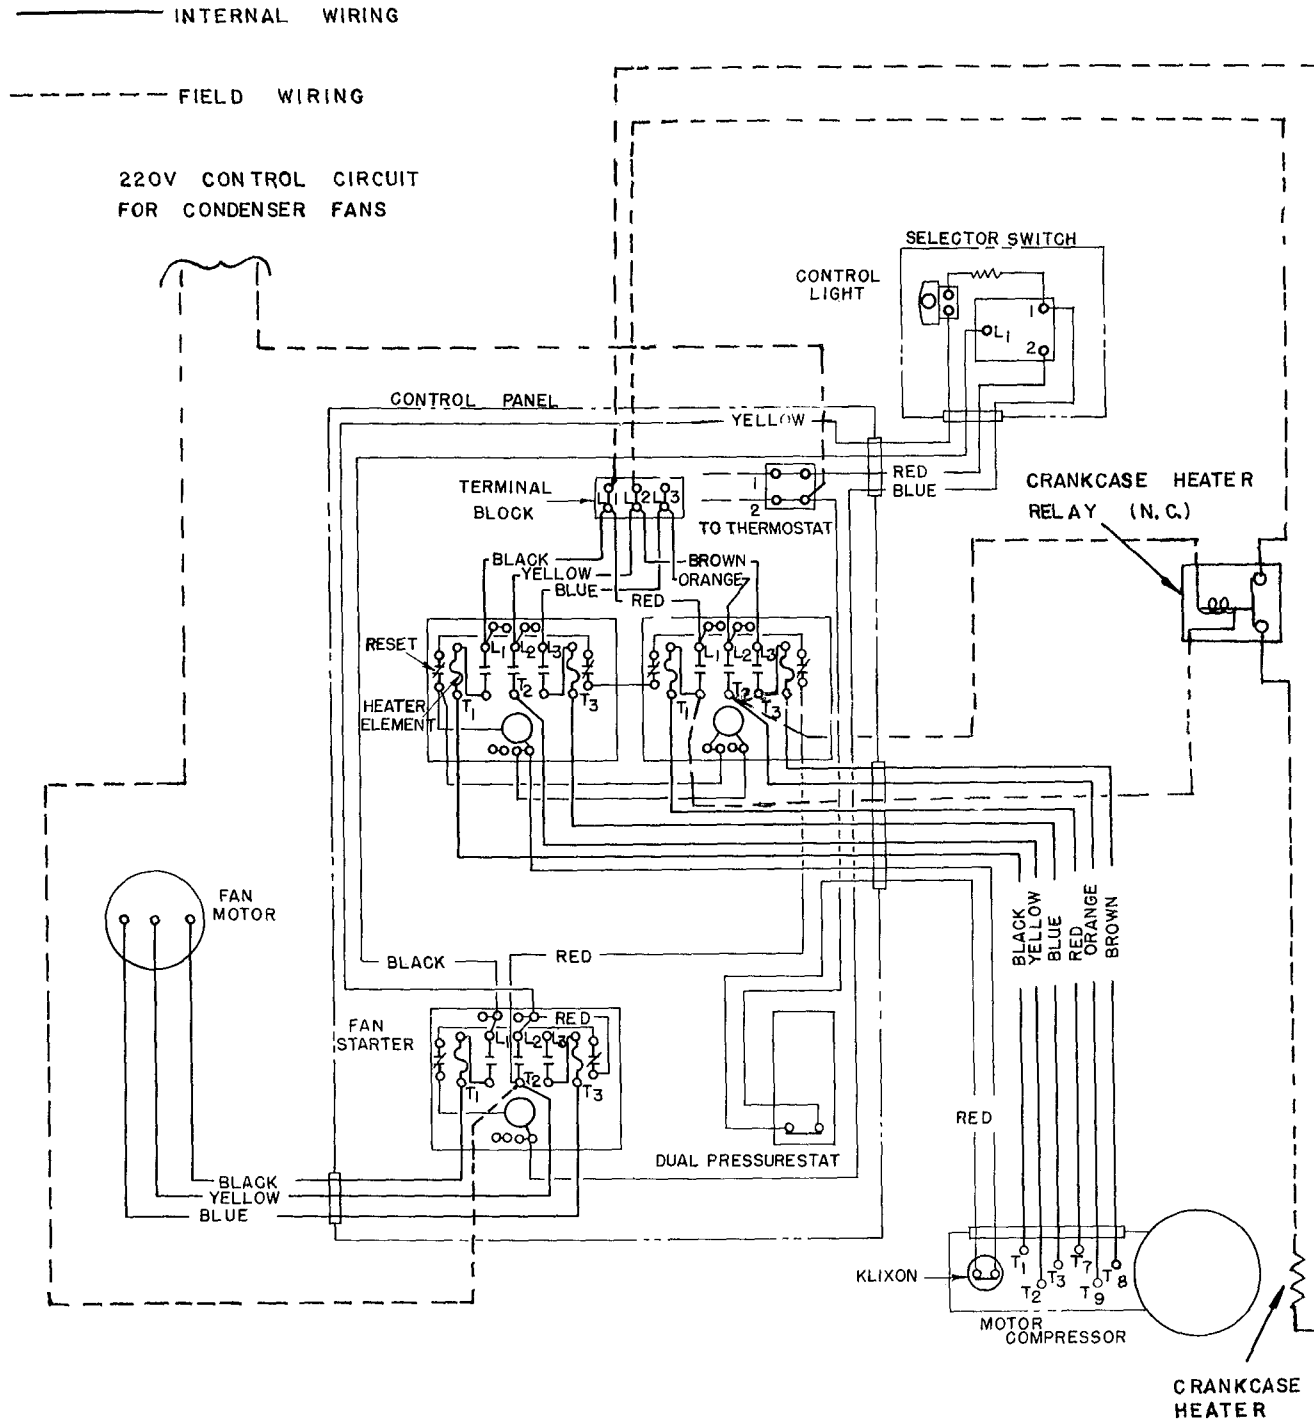 INTERNAL WIRING
FIELD WIRING
220V CONTROL CIRCUIT
FOR CONDENSER FANS
SELECTOR SWITCH
CONTROL
LIGHT
1
L1
2
CONTROL PANEL
YELLOW
RED
BLUE
TERMINAL
BLOCK
L1 L2 L3
1
2
TO THERMOSTAT
CRANKCASE HEATER
RELAY (N.C.)
BLACK
YELLOW
BLUE
RED
BROWN
ORANGE
RESET
HEATER
ELEMENT
L1 L2 L3
T1 T2 T3
L1 L2 L3
T1 T2 T3
FAN
MOTOR
BLACK
YELLOW
BLUE
RED
ORANGE
BROWN
BLACK
RED
FAN
STARTER
RED
L1 L2 L3
T1 T2 T3
DUAL PRESSURESTAT
RED
BLACK
YELLOW
BLUE
KLIXON
T1 T2 T3 T7 T9 T8
MOTOR
COMPRESSOR
CRANKCASE
HEATER